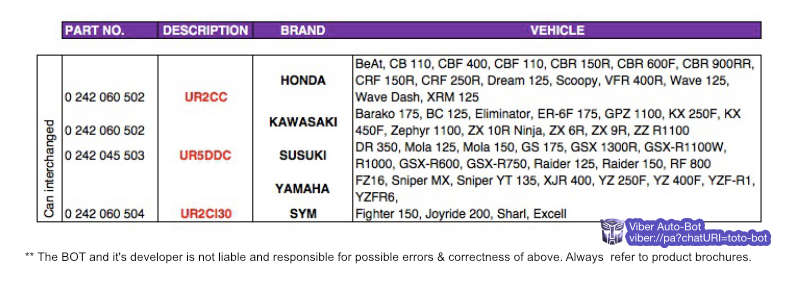 PART NO. DESCRIPTION BRAND VEHICLE
Can interchanged
BeAt, CB 110, CBF 400, CBF 110, CBR 150R, CBR 600F, CBR 900RR,
HONDA CRF 150R, CRF 250R, Dream 125, Scoopy, VFR 400R, Wave 125,
0 242 060 502 UR2CC Wave Dash, XRM 125
Barako 175, BC 125, Eliminator, ER-6F 175, GPZ 1100, KX 250F, KX
0 242 060 502 KAWASAKI 450F, Zephyr 1100, ZX 10R Ninja, ZX 6R, ZX 9R, ZZ R1100
DR 350, Mola 125, Mola 150, GS 175, GSX 1300R, GSX-R1100W,
0 242 045 503 UR5DDC SUSUKI R1000, GSX-R600, GSX-R750, Raider 125, Raider 150, RF 800
FZ16, Sniper MX, Sniper YT 135, XJR 400, YZ 250F, YZ 400F, YZF-R1,
YAMAHA YZFR6,
0 242 060 504 UR2CI30 SYM Fighter 150, Joyride 200, Sharl, Excell
Viber Auto-Bot
viber://pa?chatURI=toto-bot
** The BOT and it's developer is not liable and responsible for possible errors & correctness of above. Always refer to product brochures.